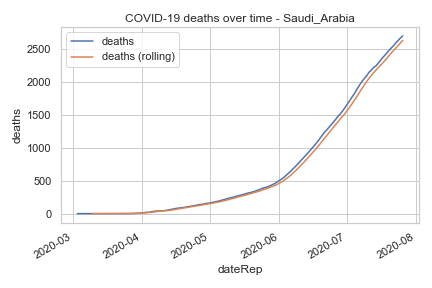 COVID-19 deaths over time - Saudi_Arabia
deaths
deaths (rolling)
deaths
2500
2000
1500
1000
500
0
2020-03
2020-04
2020-05
2020-06
2020-07
2020-08
dateRep